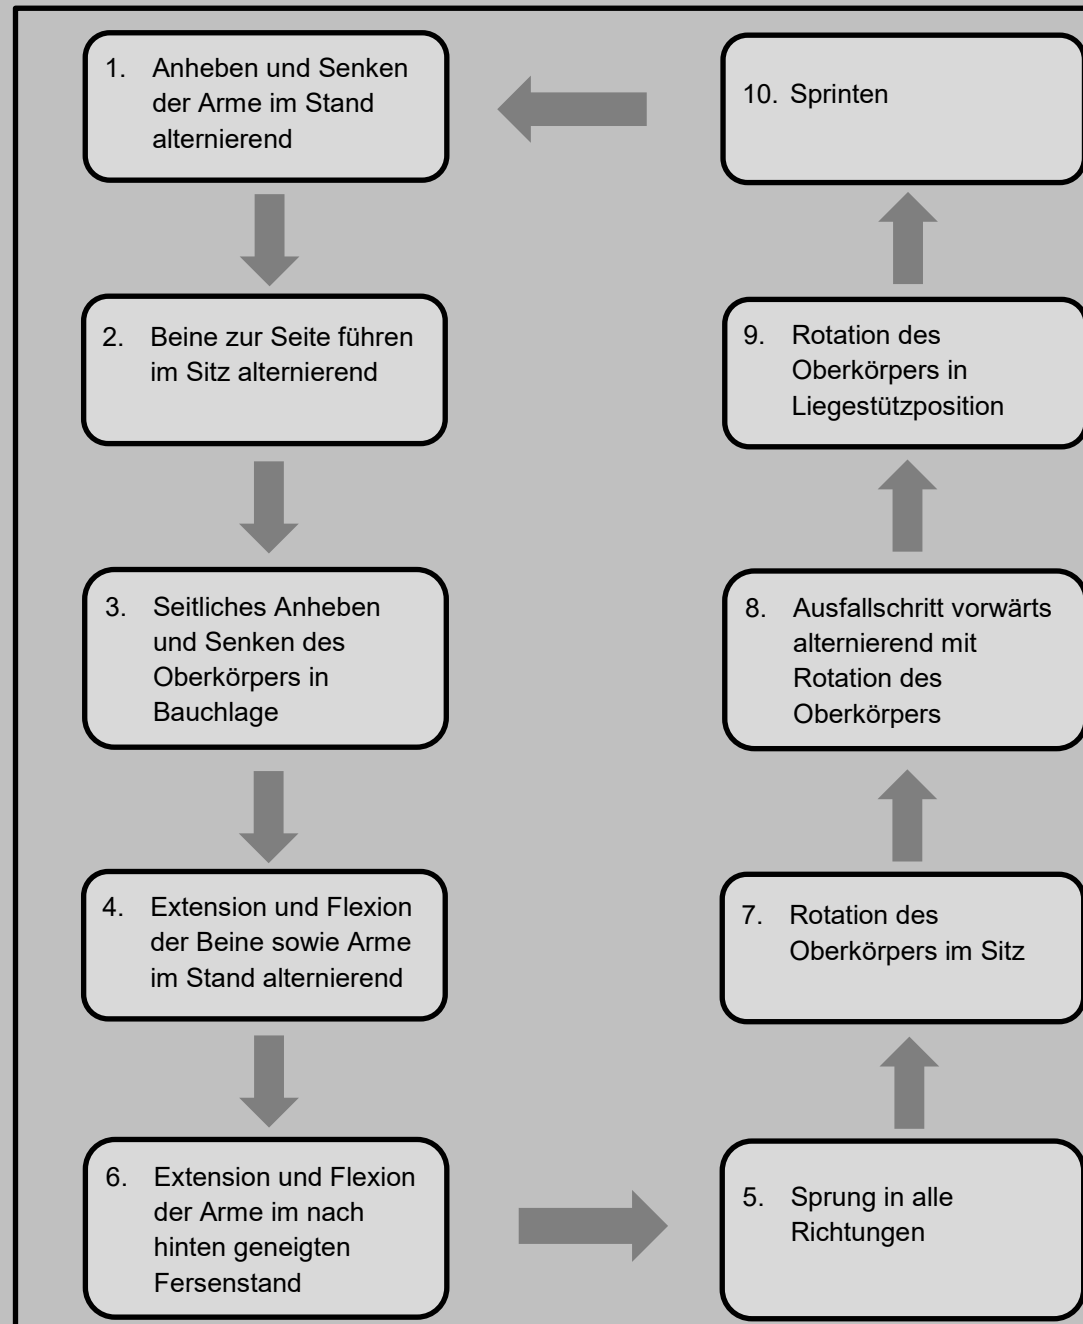 1. Anheben und Senken
der Arme im Stand
alternierend
2. Beine zur Seite führen
im Sitz alternierend
3. Seitliches Anheben
und Senken des
Oberkörpers in
Bauchlage
4. Extension und Flexion
der Beine sowie Arme
im Stand alternierend
6. Extension und Flexion
der Arme im nach
hinten geneigten
Fersenstand
5. Sprung in alle
Richtungen
7. Rotation des
Oberkörpers im Sitz
8. Ausfallschritt vorwärts
alternierend mit
Rotation des
Oberkörpers
9. Rotation des
Oberkörpers in
Liegestützposition
10. Sprinten